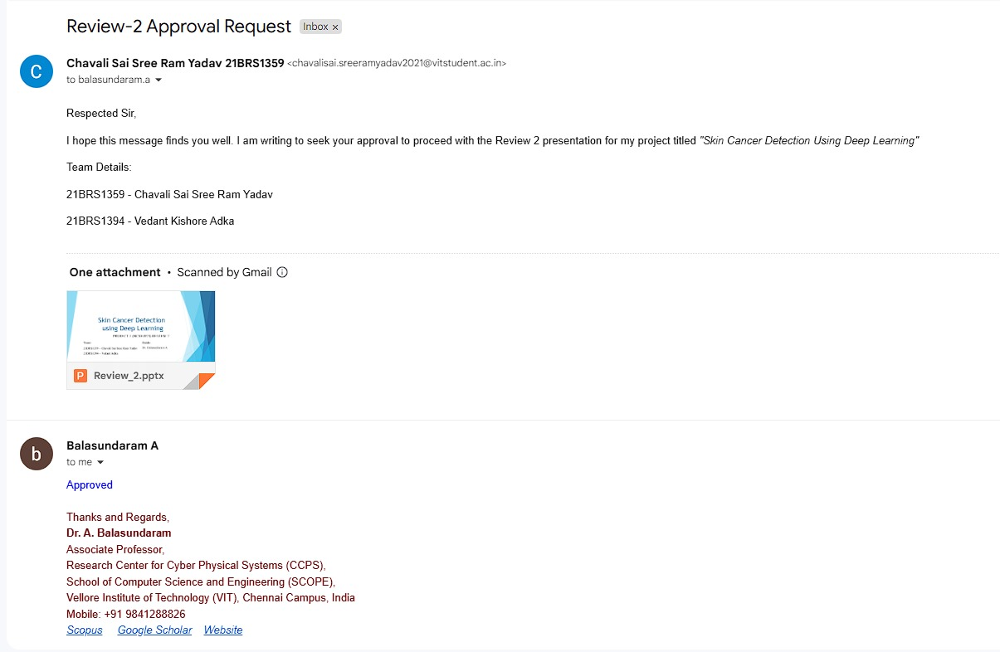 Review-2 Approval Request Inbox ×
C
Chavali Sai Sree Ram Yadav 21BRS1359 <chavalisai.sreeramyadav2021@vitstudent.ac.in>
to balasundaram.a
Respected Sir,
I hope this message finds you well. I am writing to seek your approval to proceed with the Review 2 presentation for my project titled "Skin Cancer Detection Using Deep Learning"
Team Details:
21BRS1359 - Chavali Sai Sree Ram Yadav
21BRS1394 - Vedant Kishore Adka
One attachment • Scanned by Gmail
Skin Cancer Detection
using Deep Learning
P Review_2.pptx
b
Balasundaram A
to me
Approved
Thanks and Regards,
Dr. A. Balasundaram
Associate Professor,
Research Center for Cyber Physical Systems (CCPS),
School of Computer Science and Engineering (SCOPE),
Vellore Institute of Technology (VIT), Chennai Campus, India
Mobile: +91 9841288826
Scopus Google Scholar Website